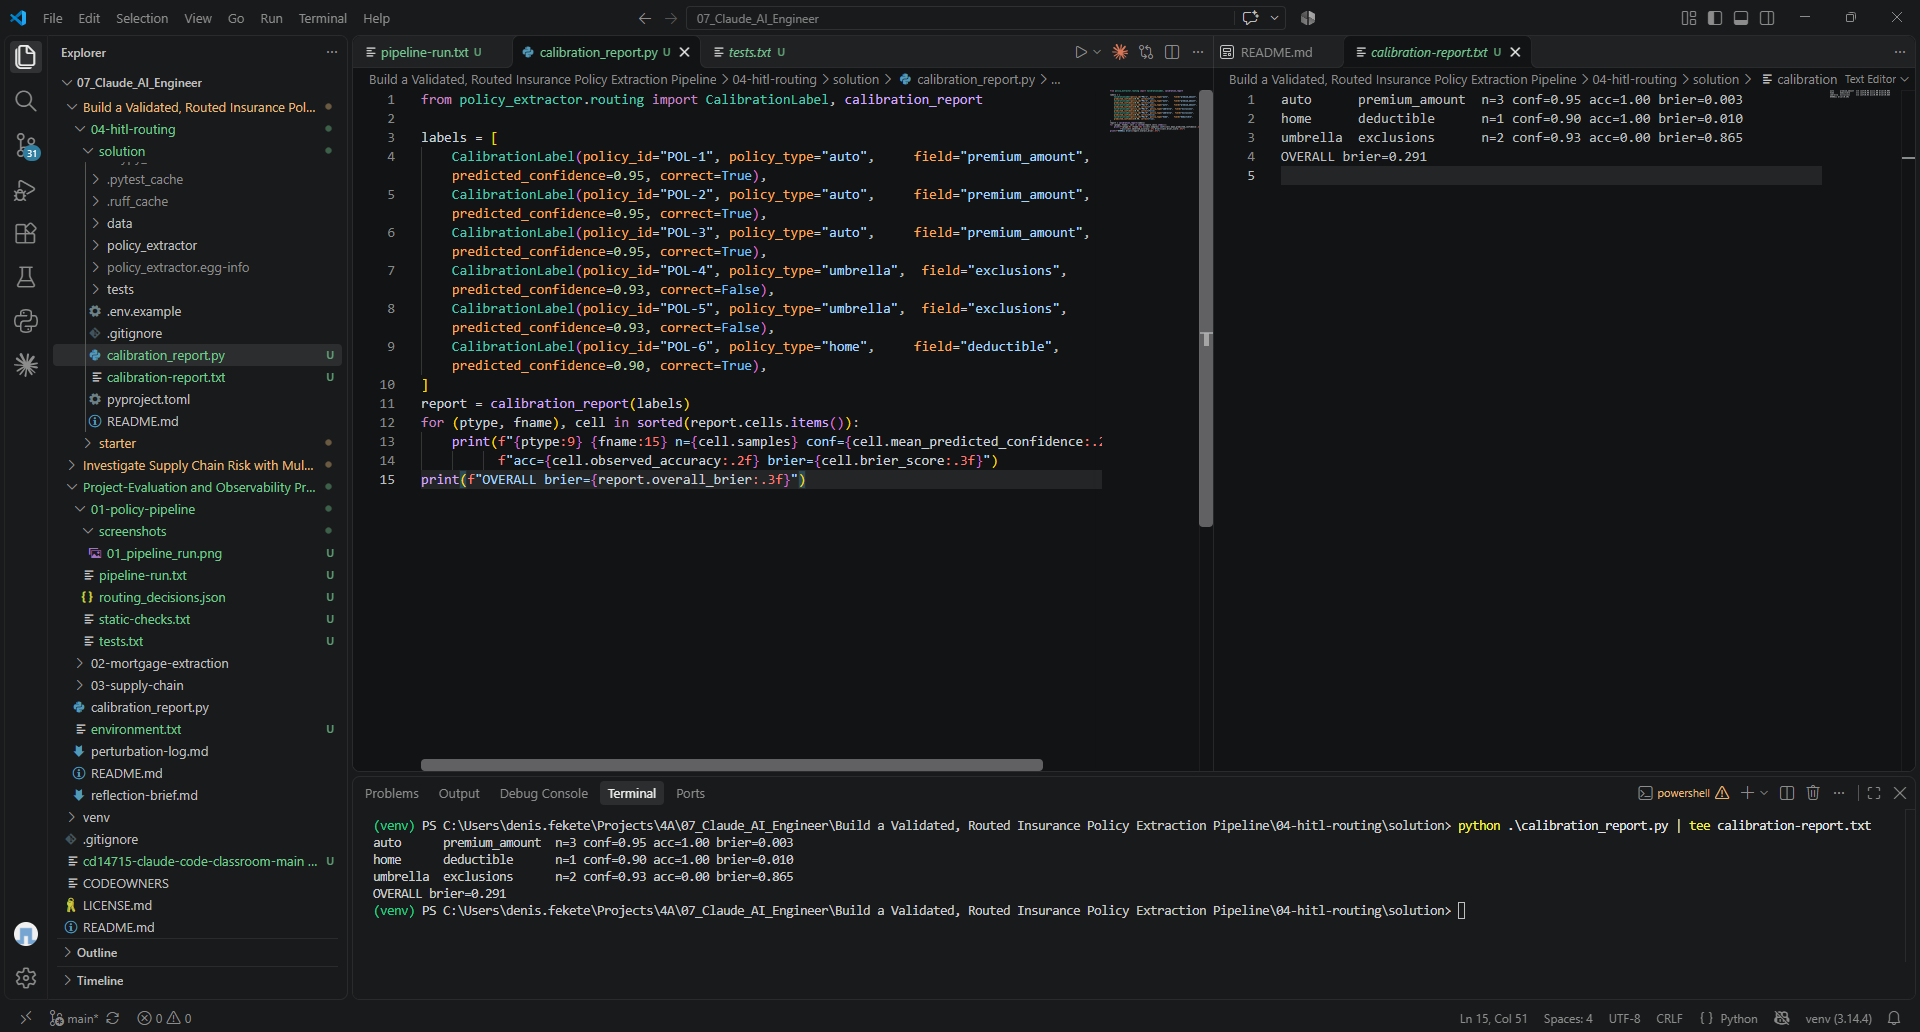 File Edit Selection View Go Run Terminal Help
07_Claude_AI_Engineer
Explorer
07_Claude_AI_Engineer
Build a Validated, Routed Insurance Pol...
04-hitl-routing
solution
.pytest_cache
.ruff_cache
data
policy_extractor
policy_extractor.egg-info
tests
.env.example
.gitignore
calibration_report.py U
calibration-report.txt U
pyproject.toml
README.md
starter
Investigate Supply Chain Risk with Mul...
Project-Evaluation and Observability Pr...
01-policy-pipeline
screenshots
01_pipeline_run.png U
pipeline-run.txt U
routing_decisions.json U
static-checks.txt U
tests.txt U
02-mortgage-extraction
03-supply-chain
calibration_report.py
environment.txt U
perturbation-log.md
README.md
reflection-brief.md
venv
.gitignore
cd14715-claude-code-classroom-main ... U
CODEOWNERS
LICENSE.md
README.md
Outline
Timeline
31
pipeline-run.txt U calibration_report.py U tests.txt U
Build a Validated, Routed Insurance Policy Extraction Pipeline > 04-hitl-routing > solution > calibration_report.py > ...
1 from policy_extractor.routing import CalibrationLabel, calibration_report
2
3 labels = [
4 CalibrationLabel(policy_id="POL-1", policy_type="auto", field="premium_amount",
predicted_confidence=0.95, correct=True),
5 CalibrationLabel(policy_id="POL-2", policy_type="auto", field="premium_amount",
predicted_confidence=0.95, correct=True),
6 CalibrationLabel(policy_id="POL-3", policy_type="auto", field="premium_amount",
predicted_confidence=0.95, correct=True),
7 CalibrationLabel(policy_id="POL-4", policy_type="umbrella", field="exclusions",
predicted_confidence=0.93, correct=False),
8 CalibrationLabel(policy_id="POL-5", policy_type="umbrella", field="exclusions",
predicted_confidence=0.93, correct=False),
9 CalibrationLabel(policy_id="POL-6", policy_type="home", field="deductible",
predicted_confidence=0.90, correct=True),
10 ]
11 report = calibration_report(labels)
12 for (ptype, fname), cell in sorted(report.cells.items()):
13 print(f"{ptype:9} {fname:15} n={cell.samples} conf={cell.mean_predicted_confidence:.2
14 f"acc={cell.observed_accuracy:.2f} brier={cell.brier_score:.3f}")
15 print(f"OVERALL brier={report.overall_brier:.3f}")
README.md calibration-report.txt U
Build a Validated, Routed Insurance Policy Extraction Pipeline > 04-hitl-routing > solution > calibration Text Editor
1 auto premium_amount n=3 conf=0.95 acc=1.00 brier=0.003
2 home deductible n=1 conf=0.90 acc=1.00 brier=0.010
3 umbrella exclusions n=2 conf=0.93 acc=0.00 brier=0.865
4 OVERALL brier=0.291
5
Problems Output Debug Console Terminal Ports
powershell
(venv) PS C:\Users\denis.fekete\Projects\4A\07_Claude_AI_Engineer\Build a Validated, Routed Insurance Policy Extraction Pipeline\04-hitl-routing\solution> python .\calibration_report.py | tee calibration-report.txt
auto premium_amount n=3 conf=0.95 acc=1.00 brier=0.003
home deductible n=1 conf=0.90 acc=1.00 brier=0.010
umbrella exclusions n=2 conf=0.93 acc=0.00 brier=0.865
OVERALL brier=0.291
(venv) PS C:\Users\denis.fekete\Projects\4A\07_Claude_AI_Engineer\Build a Validated, Routed Insurance Policy Extraction Pipeline\04-hitl-routing\solution>
main* 0 0
Ln 15, Col 51 Spaces: 4 UTF-8 CRLF { } Python venv (3.14.4)